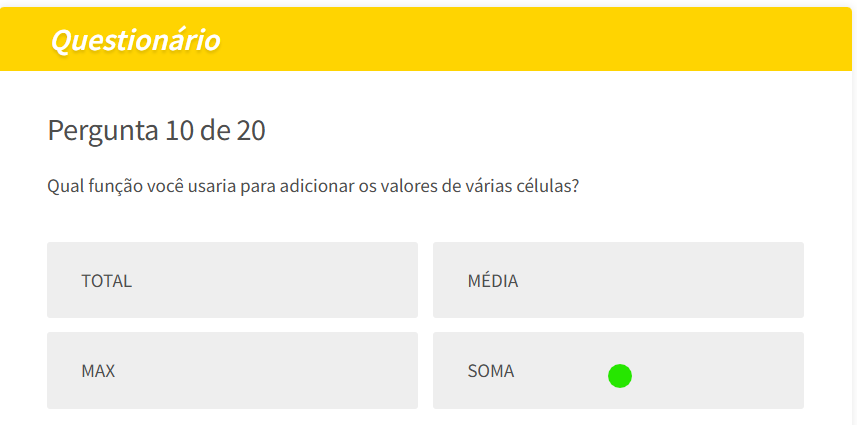 Questionário
Pergunta 10 de 20
Qual função você usaria para adicionar os valores de várias células?
TOTAL
MÉDIA
MAX
SOMA